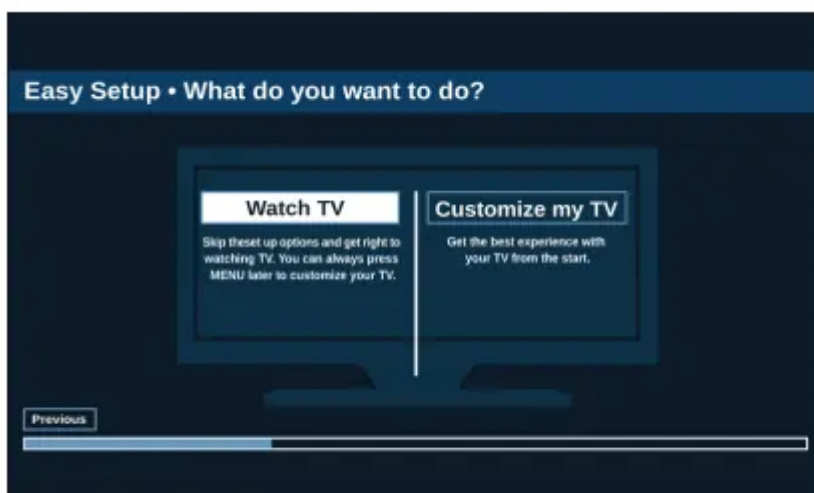 Easy Setup • What do you want to do?
Watch TV
Skip theset up options and get right to
watching TV. You can always press
MENU later to customize your TV.
Customize my TV
Get the best experience with
your TV from the start.
Previous